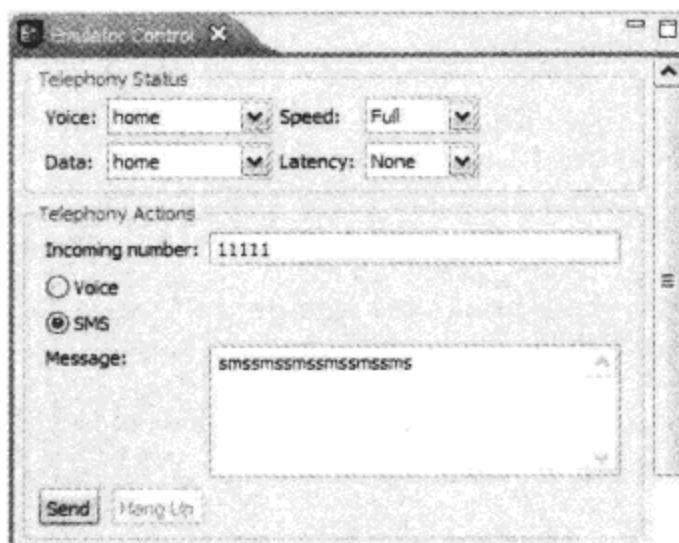 Emulator Control
Telephony Status
Voice: home Speed: Full
Data: home Latency: None
Telephony Actions
Incoming number: 11111
Voice
SMS
Message: smssmssmssmssmssms
Send Hang Up